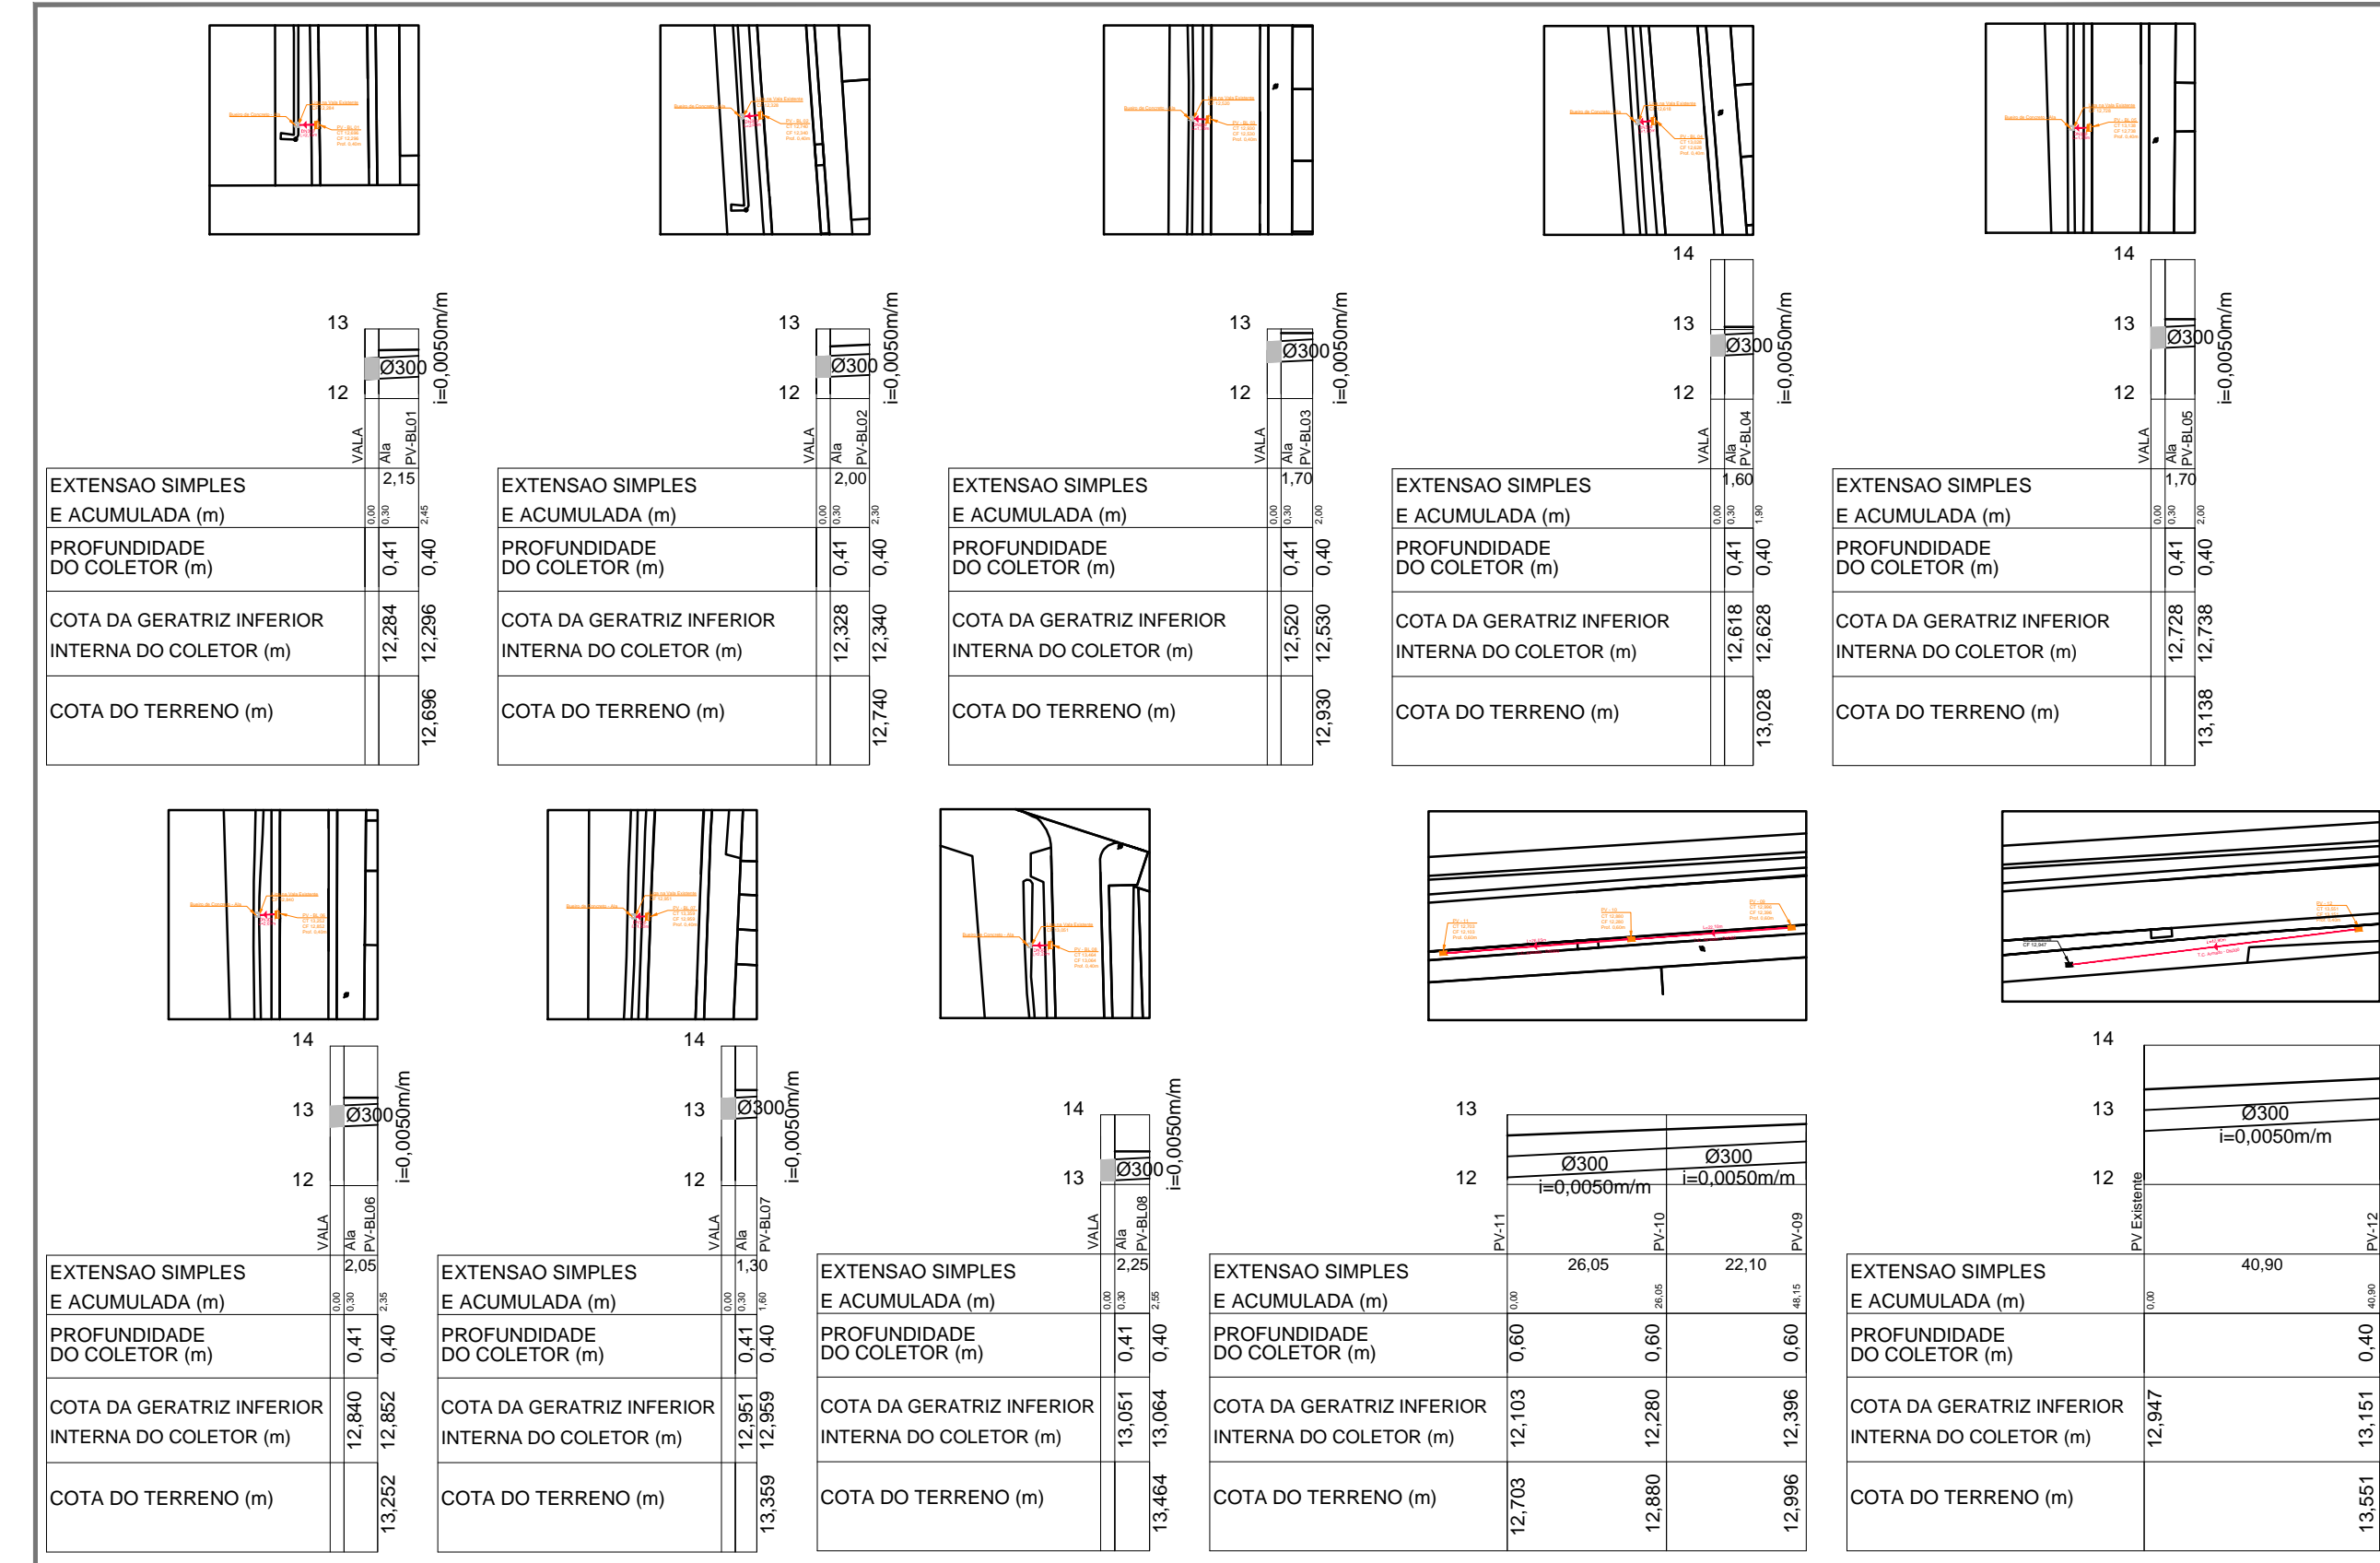 13
12
Ø300
i=0,0050m/m
VALA
Ala
PV-BL01
EXTENSAO SIMPLES
E ACUMULADA (m)
2,15
0,00
0,30
2,45
PROFUNDIDADE
DO COLETOR (m)
0,41
0,40
COTA DA GERATRIZ INFERIOR
INTERNA DO COLETOR (m)
12,284
12,296
COTA DO TERRENO (m)
12,696
13
12
Ø300
i=0,0050m/m
VALA
Ala
PV-BL02
EXTENSAO SIMPLES
E ACUMULADA (m)
2,00
0,00
0,30
2,30
PROFUNDIDADE
DO COLETOR (m)
0,41
0,40
COTA DA GERATRIZ INFERIOR
INTERNA DO COLETOR (m)
12,328
12,340
COTA DO TERRENO (m)
12,740
13
12
Ø300
i=0,0050m/m
VALA
Ala
PV-BL03
EXTENSAO SIMPLES
E ACUMULADA (m)
1,70
0,00
0,30
2,00
PROFUNDIDADE
DO COLETOR (m)
0,41
0,40
COTA DA GERATRIZ INFERIOR
INTERNA DO COLETOR (m)
12,520
12,530
COTA DO TERRENO (m)
12,930
14
13
12
Ø300
i=0,0050m/m
VALA
Ala
PV-BL04
EXTENSAO SIMPLES
E ACUMULADA (m)
1,60
0,00
0,30
1,90
PROFUNDIDADE
DO COLETOR (m)
0,41
0,40
COTA DA GERATRIZ INFERIOR
INTERNA DO COLETOR (m)
12,618
12,628
COTA DO TERRENO (m)
13,028
14
13
12
Ø300
i=0,0050m/m
VALA
Ala
PV-BL05
EXTENSAO SIMPLES
E ACUMULADA (m)
1,70
0,00
0,30
2,00
PROFUNDIDADE
DO COLETOR (m)
0,41
0,40
COTA DA GERATRIZ INFERIOR
INTERNA DO COLETOR (m)
12,728
12,738
COTA DO TERRENO (m)
13,138
14
13
12
Ø300
i=0,0050m/m
VALA
Ala
PV-BL06
EXTENSAO SIMPLES
E ACUMULADA (m)
2,05
0,00
0,30
2,35
PROFUNDIDADE
DO COLETOR (m)
0,41
0,40
COTA DA GERATRIZ INFERIOR
INTERNA DO COLETOR (m)
12,840
12,852
COTA DO TERRENO (m)
13,252
14
13
12
Ø300
i=0,0050m/m
VALA
Ala
PV-BL07
EXTENSAO SIMPLES
E ACUMULADA (m)
1,30
0,00
0,30
1,60
PROFUNDIDADE
DO COLETOR (m)
0,41
0,40
COTA DA GERATRIZ INFERIOR
INTERNA DO COLETOR (m)
12,951
12,959
COTA DO TERRENO (m)
13,359
14
13
Ø300
i=0,0050m/m
VALA
Ala
PV-BL08
EXTENSAO SIMPLES
E ACUMULADA (m)
2,25
0,00
0,30
2,55
PROFUNDIDADE
DO COLETOR (m)
0,41
0,40
COTA DA GERATRIZ INFERIOR
INTERNA DO COLETOR (m)
13,051
13,064
COTA DO TERRENO (m)
13,464
13
12
Ø300
i=0,0050m/m
Ø300
i=0,0050m/m
PV-11
PV-10
PV-09
EXTENSAO SIMPLES
E ACUMULADA (m)
26,05
22,10
0,00
26,05
48,15
PROFUNDIDADE
DO COLETOR (m)
0,60
0,60
0,60
COTA DA GERATRIZ INFERIOR
INTERNA DO COLETOR (m)
12,103
12,280
12,396
COTA DO TERRENO (m)
12,703
12,880
12,996
CF 12,947
14
13
12
Ø300
i=0,0050m/m
PV Existente
PV-12
EXTENSAO SIMPLES
E ACUMULADA (m)
40,90
0,00
40,90
PROFUNDIDADE
DO COLETOR (m)
0,40
COTA DA GERATRIZ INFERIOR
INTERNA DO COLETOR (m)
12,947
13,151
COTA DO TERRENO (m)
13,551